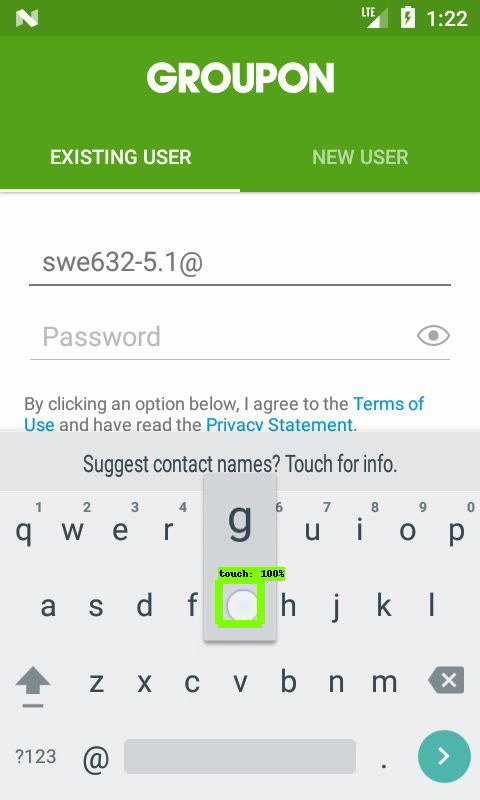 LTE 1:22
GROUPON
EXISTING USER NEW USER
swe632-5.1@
Password
By clicking an option below, I agree to the Terms of
Use and have read the Privacy Statement.
Suggest contact names? Touch for info.
1 2 3 4 6 7 8 9 0
q w e r g u i o p
touch: 100%
a s d f h j k l
z x c v b n m
?123 @ .